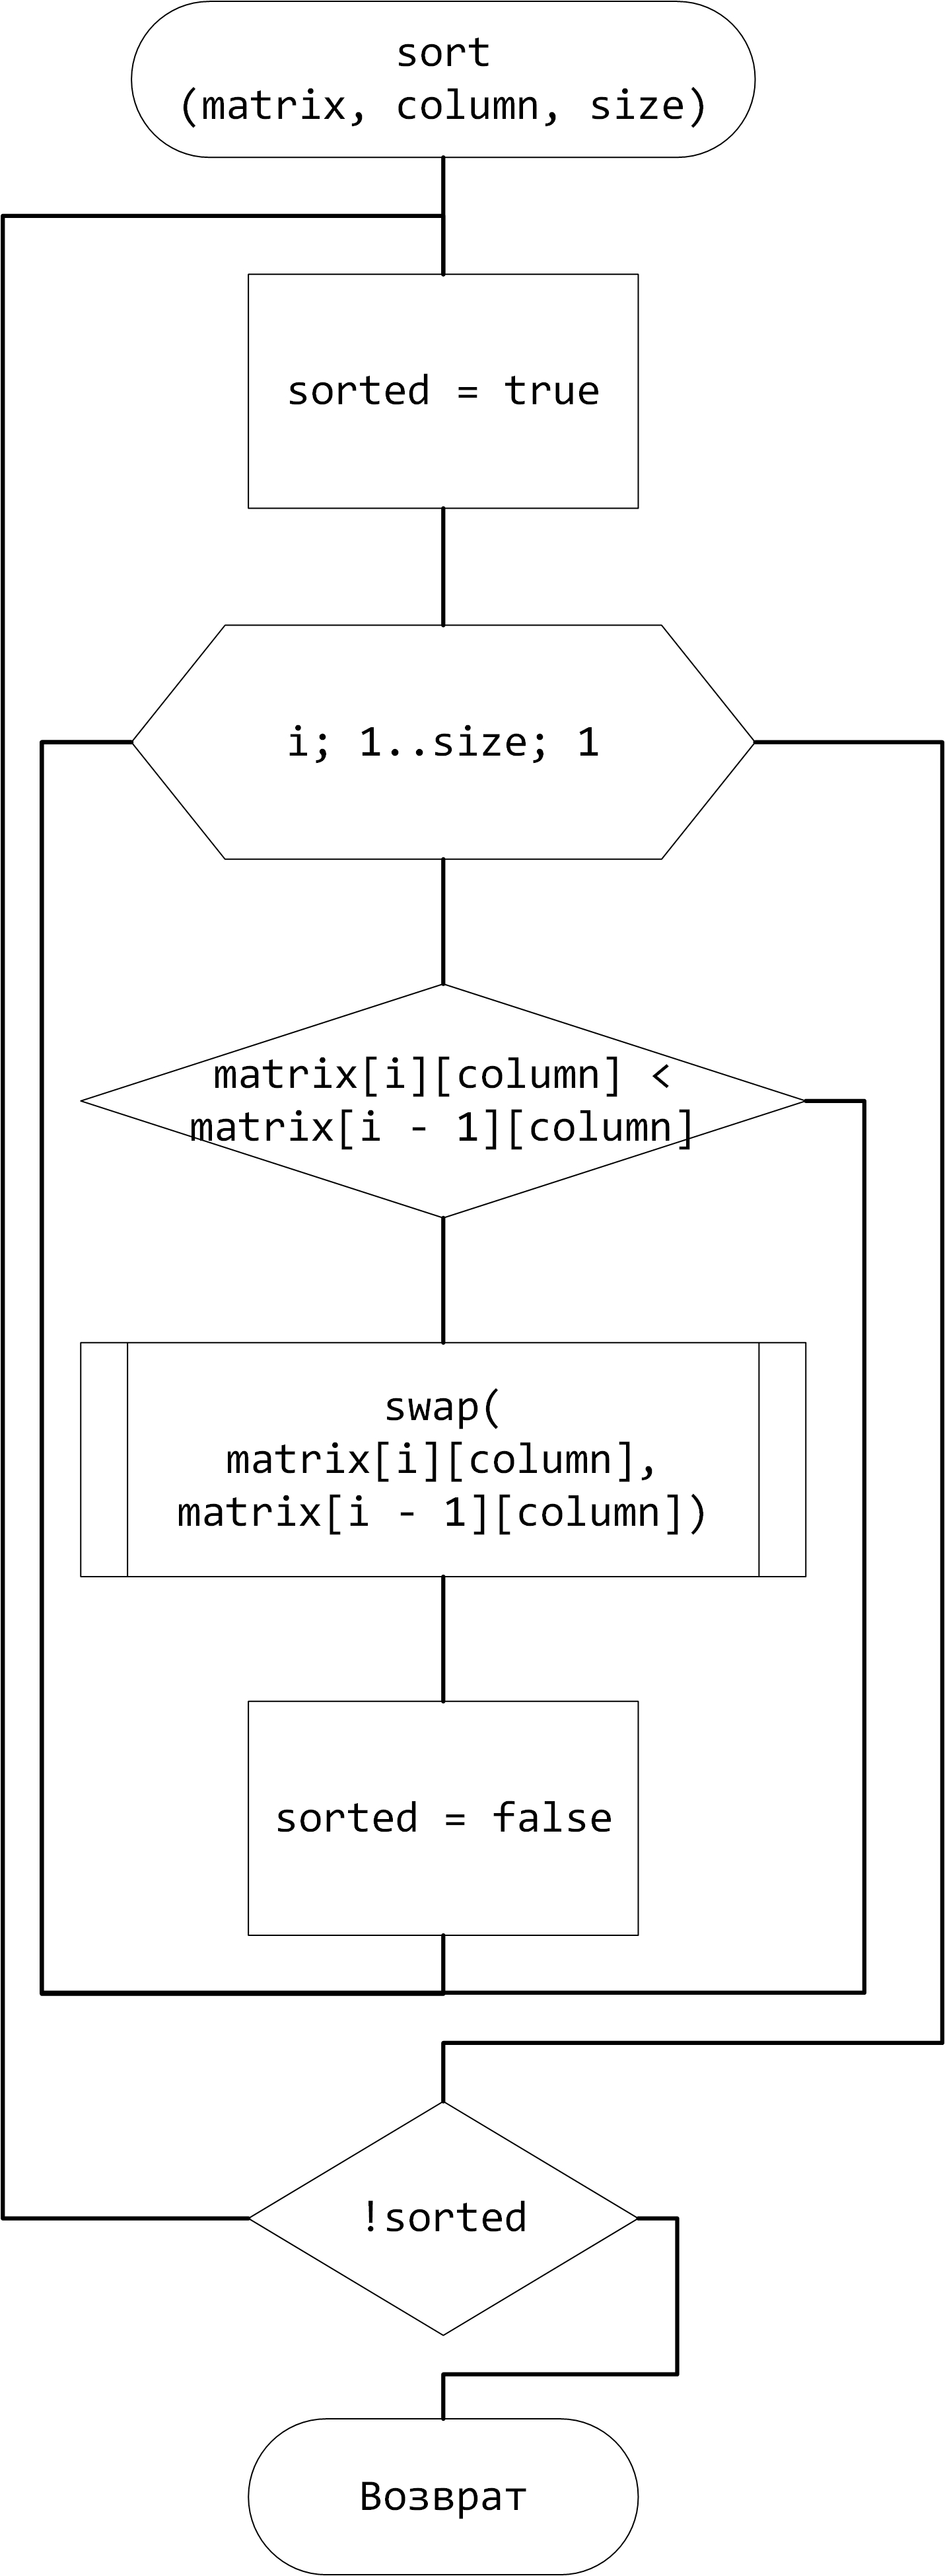 sort
(matrix, column, size)
sorted = true
i; 1..size; 1
matrix[i][column] <
matrix[i - 1][column]
swap(
matrix[i][column],
matrix[i - 1][column])
sorted = false
!sorted
Возврат